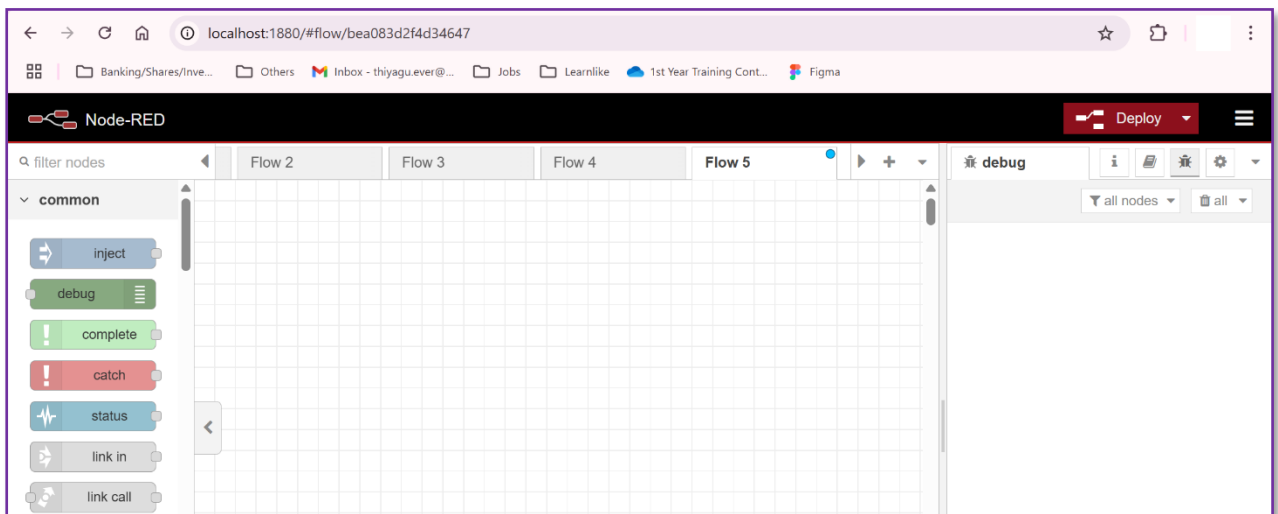 localhost:1880/#flow/bea083d2f4d34647
Banking/Shares/Inve... Others Inbox - thiyagu.ever@... Jobs Learnlike 1st Year Training Cont... Figma
Node-RED Deploy
filter nodes Flow 2 Flow 3 Flow 4 Flow 5 debug
common all nodes all
inject
debug
complete
catch
status
link in
link call